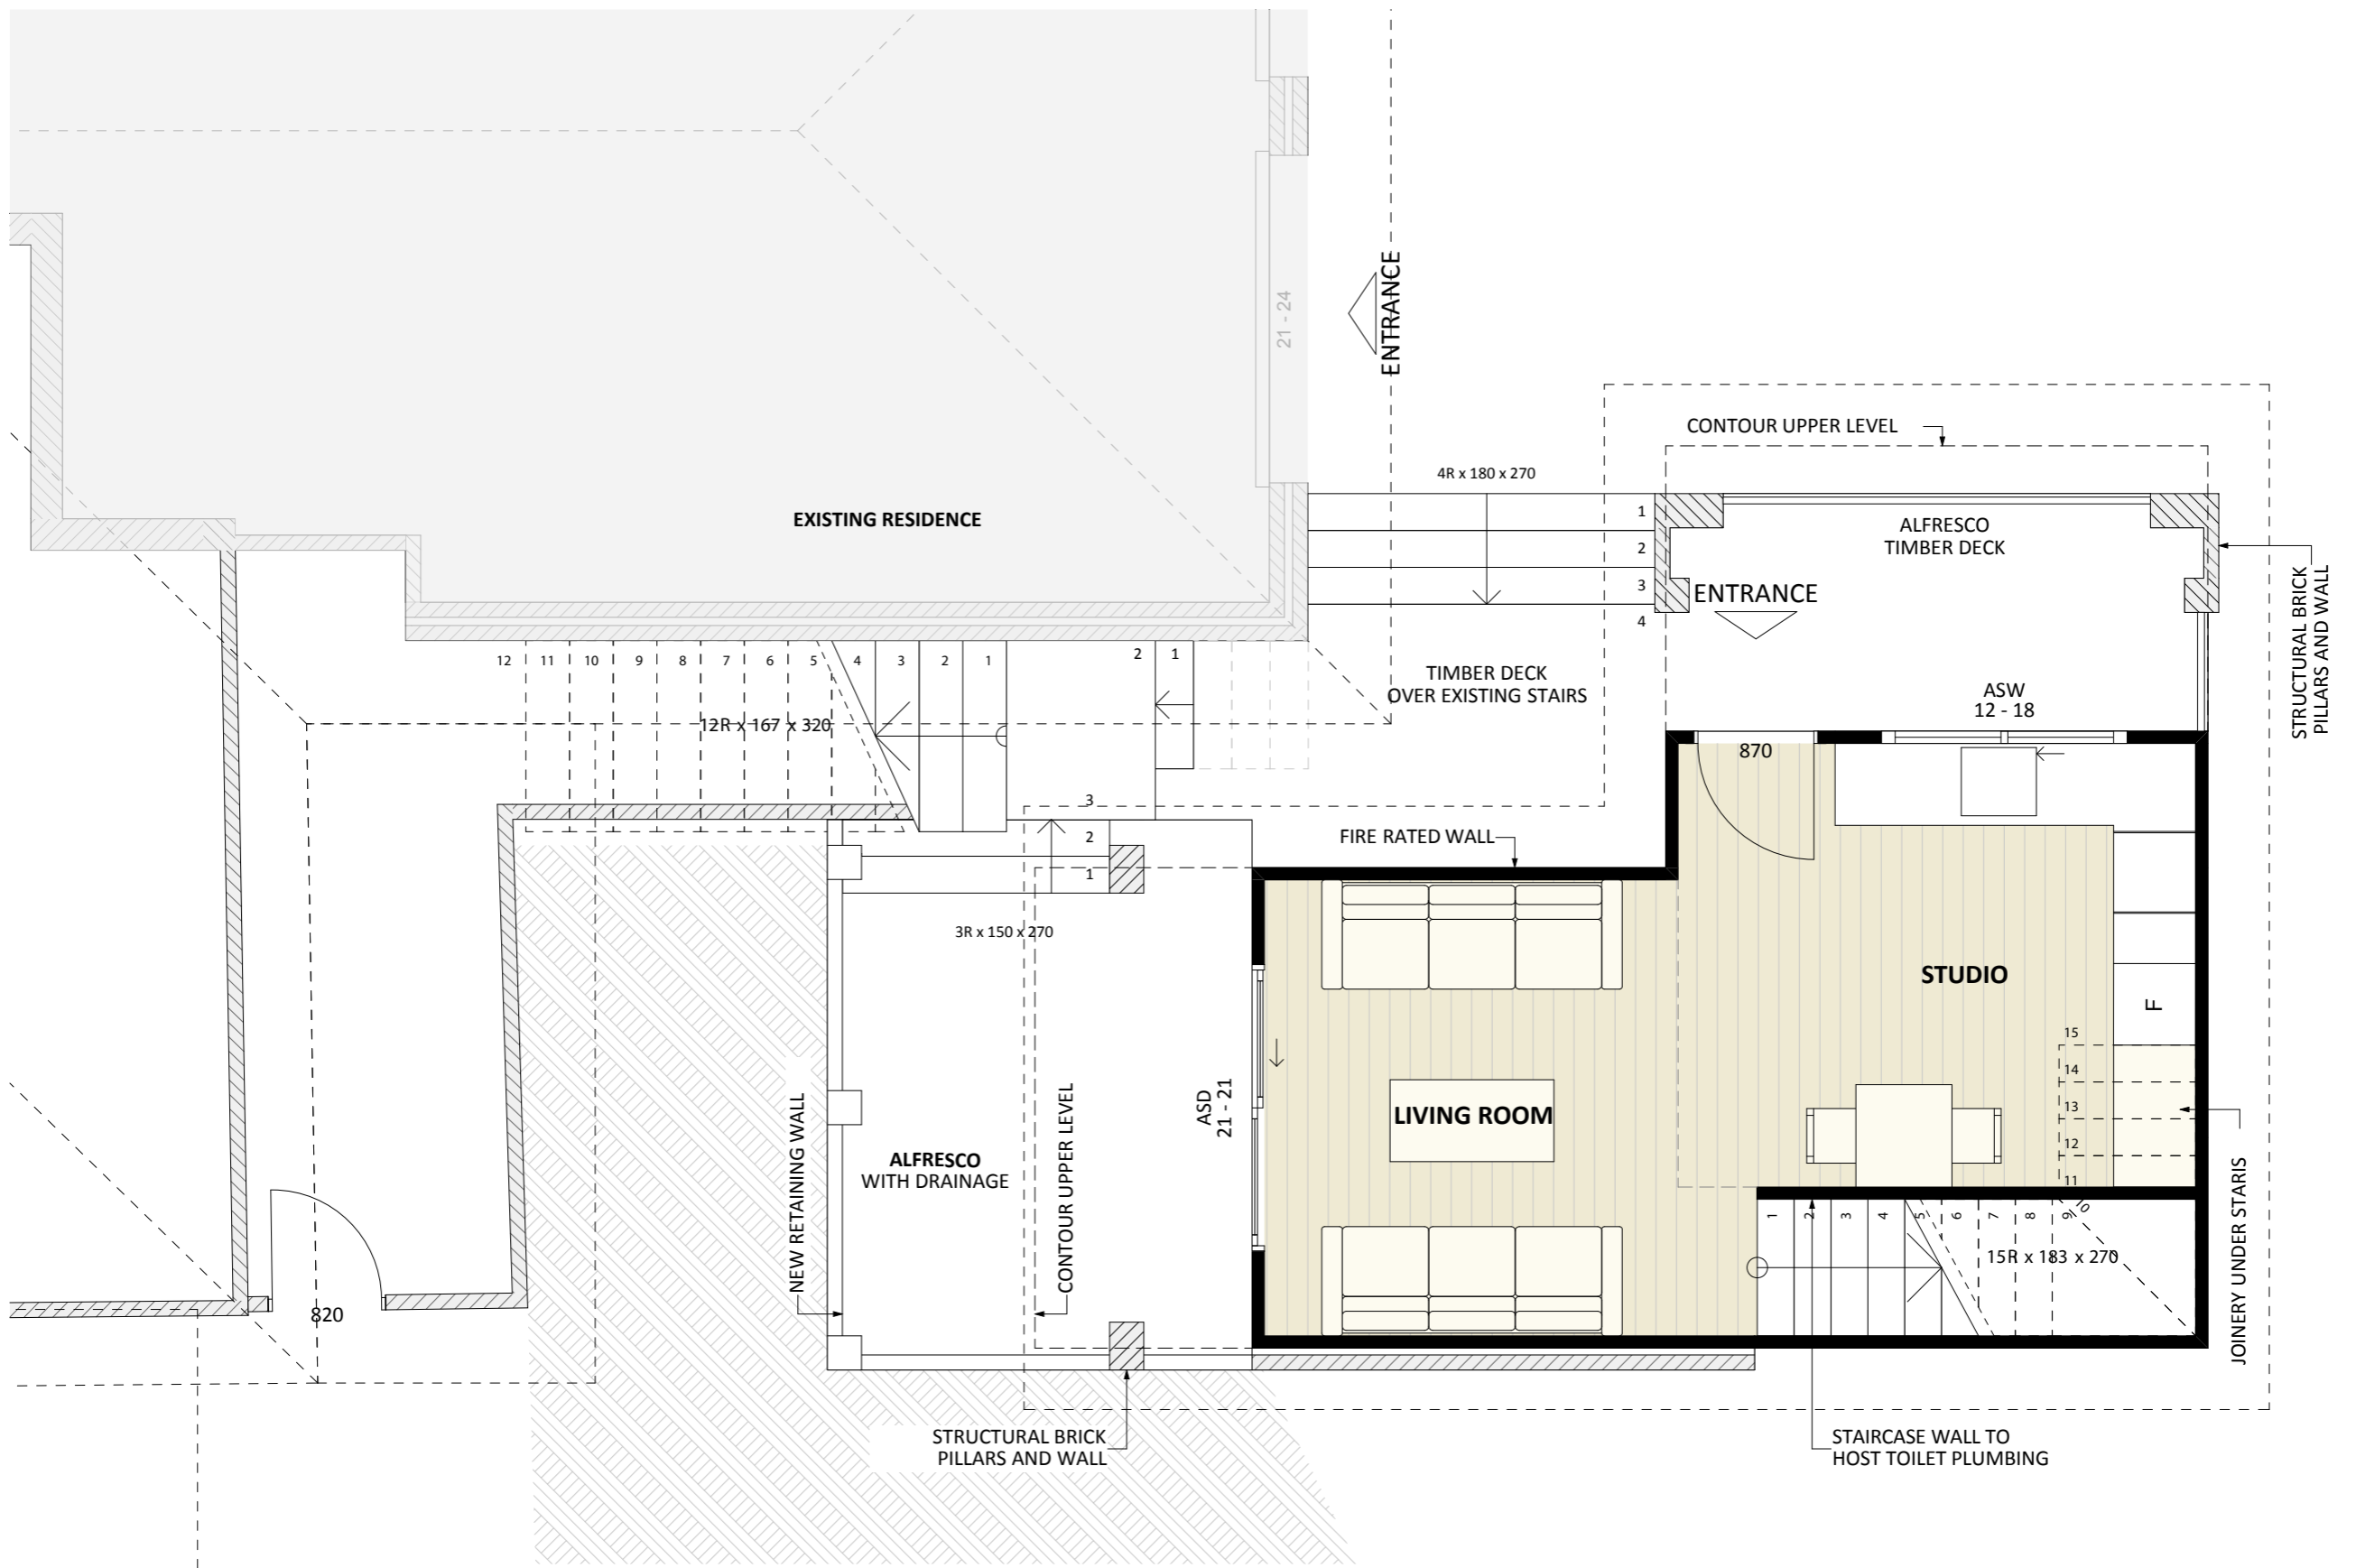 ENTRANCE
21 - 24
CONTOUR UPPER LEVEL
4R x 180 x 270
EXISTING RESIDENCE
1
2
3
4
ALFRESCO
TIMBER DECK
ENTRANCE
STRUCTURAL BRICK
PILLARS AND WALL
12
11
10
9
8
7
6
5
4
3
2
1
2
1
TIMBER DECK
OVER EXISTING STAIRS
ASW
12 - 18
12R x 167 x 320
870
3
2
1
FIRE RATED WALL
3R x 150 x 270
STUDIO
F
15
14
13
12
11
ASD
21 - 21
LIVING ROOM
NEW RETAINING WALL
ALFRESCO
WITH DRAINAGE
CONTOUR UPPER LEVEL
JOINERY UNDER STARIS
1
2
3
4
5
6
7
8
9
10
15R x 183 x 270
820
STRUCTURAL BRICK
PILLARS AND WALL
STAIRCASE WALL TO
HOST TOILET PLUMBING